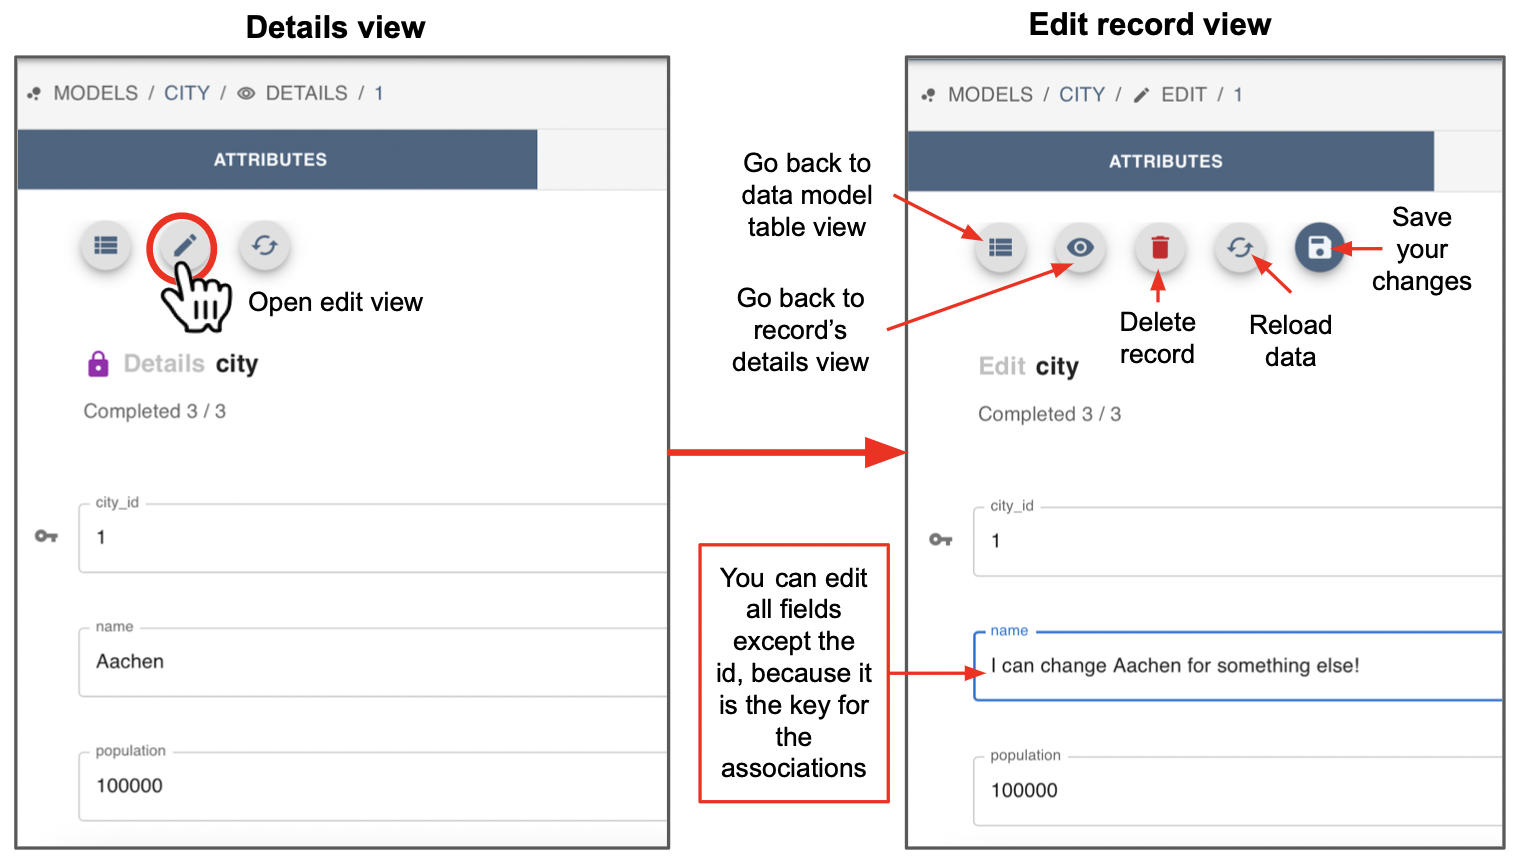 Details view
MODELS / CITY / DETAILS / 1
ATTRIBUTES
Open edit view
Details city
Completed 3 / 3
city_id
1
name
Aachen
population
100000
Edit record view
MODELS / CITY / EDIT / 1
ATTRIBUTES
Go back to
data model
table view
Go back to
record’s
details view
Delete
record
Reload
data
Save
your
changes
Edit city
Completed 3 / 3
city_id
1
You can edit
all fields
except the
id, because it
is the key for
the
associations
name
I can change Aachen for something else!
population
100000